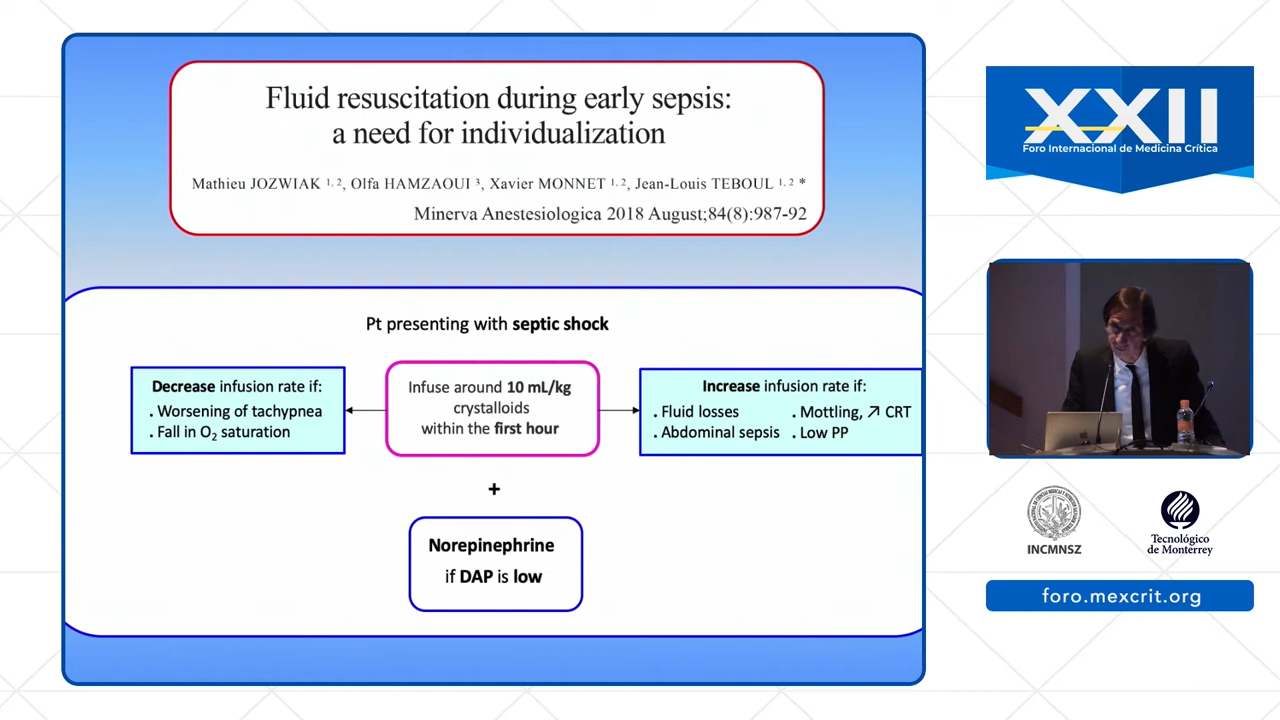 Fluid resuscitation during early sepsis:
a need for individualization
Mathieu JOZWIAK 1, 2, Olfa HAMZAOUI 3, Xavier MONNET 1, 2, Jean-Louis TEBOUL 1, 2 *
Minerva Anestesiologica 2018 August;84(8):987-92
Pt presenting with septic shock
Decrease infusion rate if:
. Worsening of tachypnea
. Fall in O2 saturation
Infuse around 10 mL/kg
crystalloids
within the first hour
Increase infusion rate if:
. Fluid losses . Mottling, ↗ CRT
. Abdominal sepsis . Low PP
+
Norepinephrine
if DAP is low
XXII
Foro Internacional de Medicina Crítica
INCMNSZ
Tecnológico
de Monterrey
foro.mexcrit.org